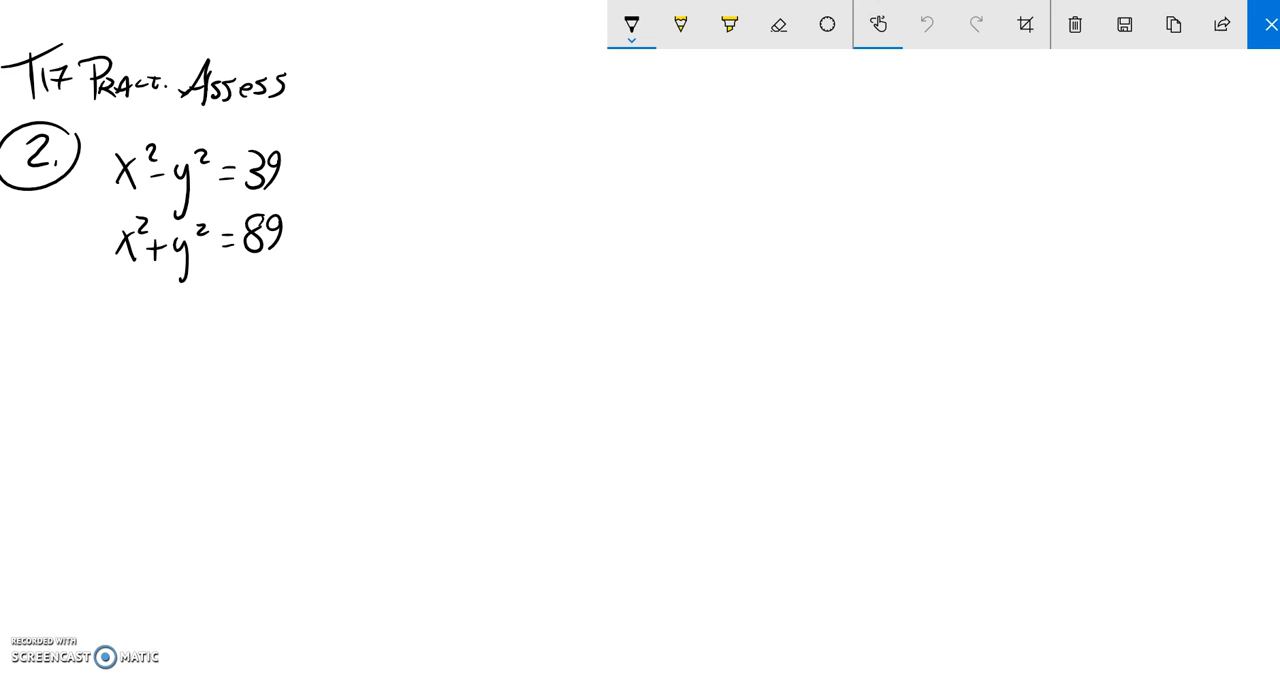 T17 PRACT. ASSESS
2. x² - y² = 39
x² + y² = 89
RECORDED WITH
SCREENCAST MATIC